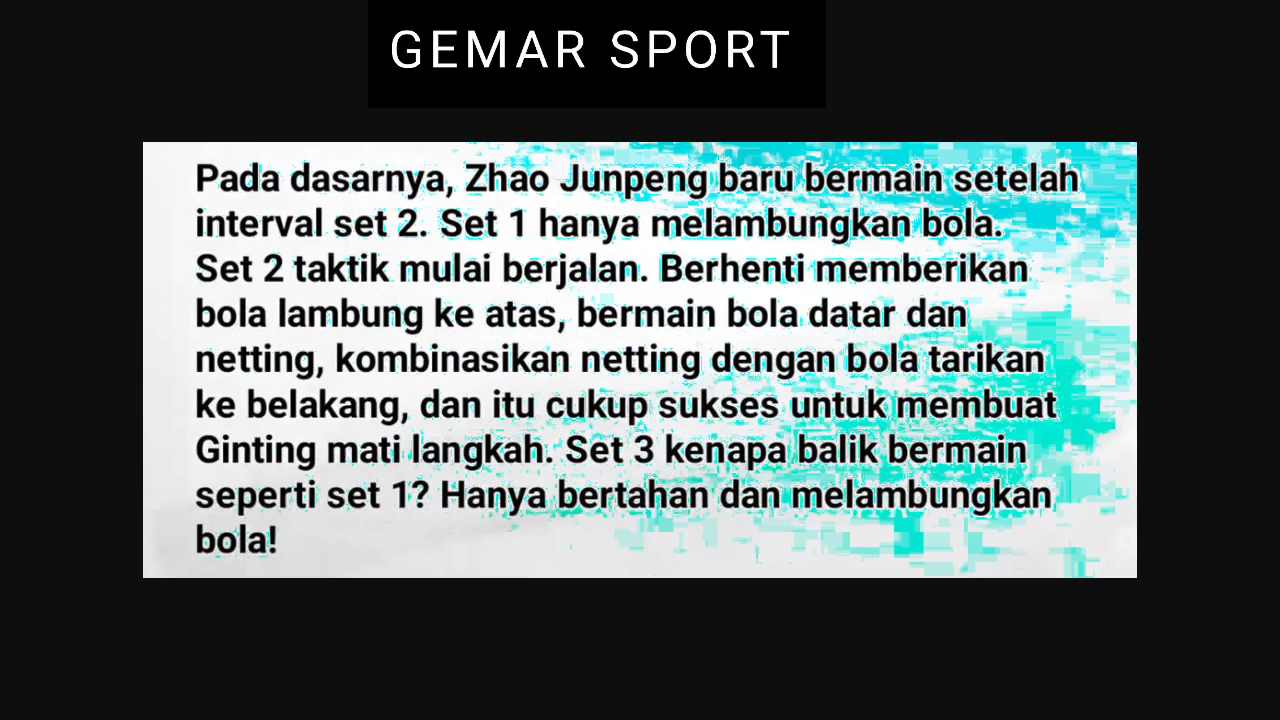 GEMAR SPORT
Pada dasarnya, Zhao Junpeng baru bermain setelah
interval set 2. Set 1 hanya melambungkan bola.
Set 2 taktik mulai berjalan. Berhenti memberikan
bola lambung ke atas, bermain bola datar dan
netting, kombinasikan netting dengan bola tarikan
ke belakang, dan itu cukup sukses untuk membuat
Ginting mati langkah. Set 3 kenapa balik bermain
seperti set 1? Hanya bertahan dan melambungkan
bola!